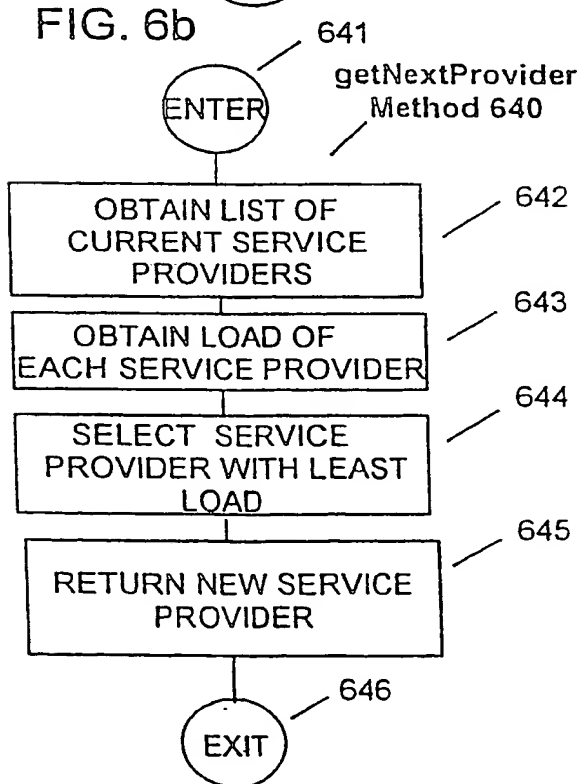 FIG. 6b
641
ENTER
getNextProvider
Method 640
OBTAIN LIST OF
CURRENT SERVICE
PROVIDERS
642
OBTAIN LOAD OF
EACH SERVICE PROVIDER
643
SELECT SERVICE
PROVIDER WITH LEAST
LOAD
644
RETURN NEW SERVICE
PROVIDER
645
EXIT
646